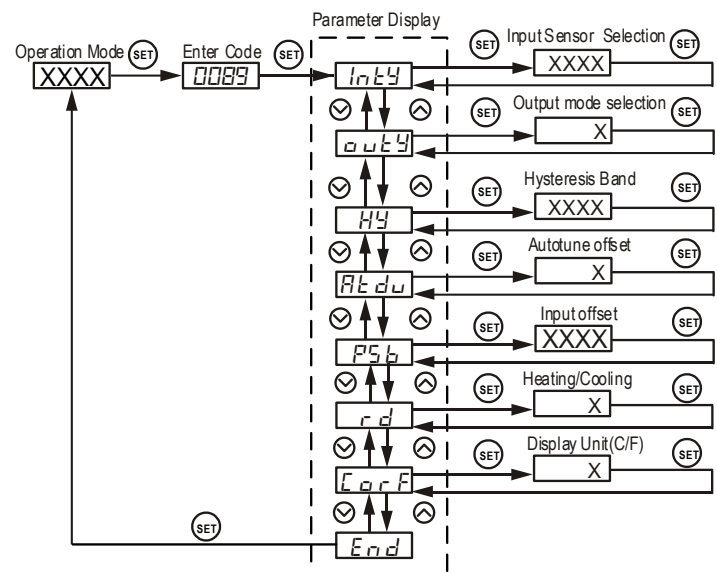 Parameter Display
Operation Mode SET Enter Code SET
XXXX 0089 IntY SET Input Sensor Selection SET
XXXX
outY SET Output mode selection SET
X
HY SET Hysteresis Band SET
XXXX
Atdu SET Autotune offset SET
X
PSb SET Input offset SET
XXXX
rd SET Heating/Cooling SET
X
CorF SET Display Unit(C/F) SET
X
SET
End